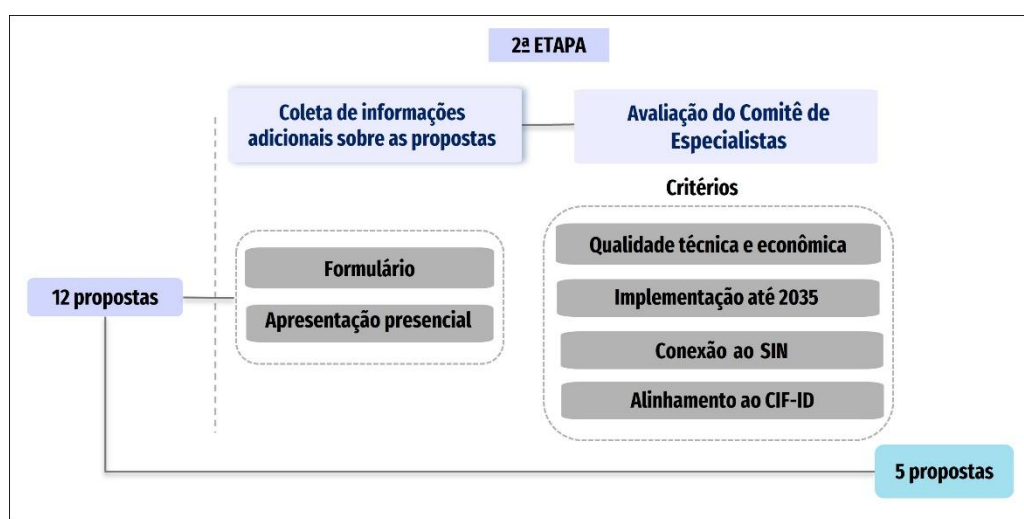 2ª ETAPA
Coleta de informações
adicionais sobre as propostas
Avaliação do Comitê de
Especialistas
Critérios
12 propostas
Formulário
Apresentação presencial
Qualidade técnica e econômica
Implementação até 2035
Conexão ao SIN
Alinhamento ao CIF-ID
5 propostas